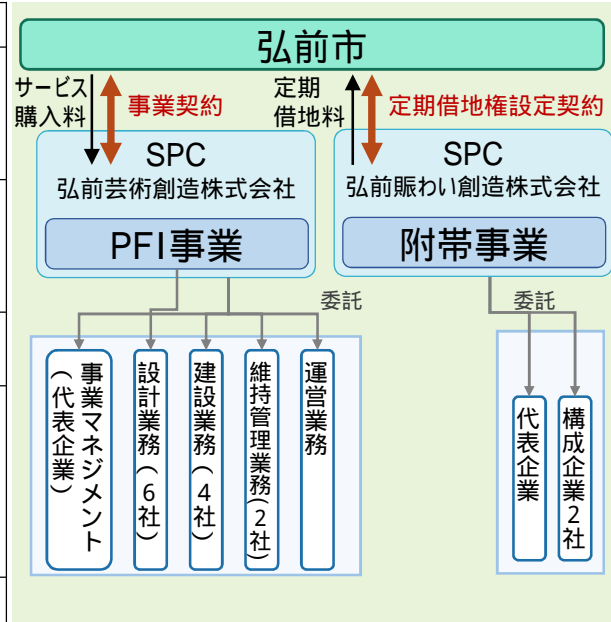 弘前市
サービス
購入料
事業契約
定期
借地料
定期借地権設定契約
SPC
弘前芸術創造株式会社
PFI事業
SPC
弘前賑わい創造株式会社
附帯事業
委託
委託
事業マネジメント
（代表企業）
設計業務（6社）
建設業務（4社）
維持管理業務(2社)
運営業務
代表企業
構成企業2社